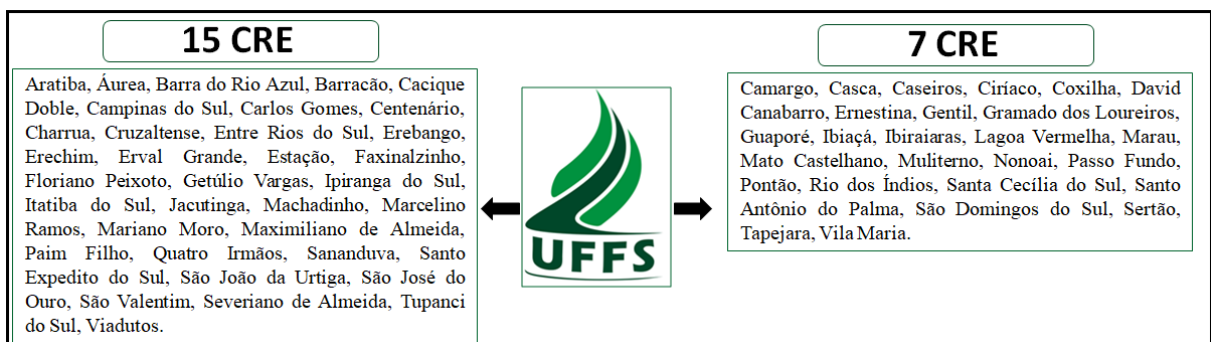 15 CRE
Aratiba, Áurea, Barra do Rio Azul, Barracão, Cacique
Doble, Campinas do Sul, Carlos Gomes, Centenário,
Charrua, Cruzaltense, Entre Rios do Sul, Erebango,
Erechim, Erval Grande, Estação, Faxinalzinho,
Floriano Peixoto, Getúlio Vargas, Ipiranga do Sul,
Itatiba do Sul, Jacutinga, Machadinho, Marcelino
Ramos, Mariano Moro, Maximiliano de Almeida,
Paim Filho, Quatro Irmãos, Sananduva, Santo
Expedito do Sul, São João da Urtiga, São José do
Ouro, São Valentim, Severiano de Almeida, Tupanci
do Sul, Viadutos.
UFFS
7 CRE
Camargo, Casca, Caseiros, Ciríaco, Coxilha, David
Canabarro, Ernestina, Gentil, Gramado dos Loureiros,
Guaporé, Ibiaçá, Ibiraiaras, Lagoa Vermelha, Marau,
Mato Castelhano, Muliterno, Nonoai, Passo Fundo,
Pontão, Rio dos Índios, Santa Cecília do Sul, Santo
Antônio do Palma, São Domingos do Sul, Sertão,
Tapejara, Vila Maria.